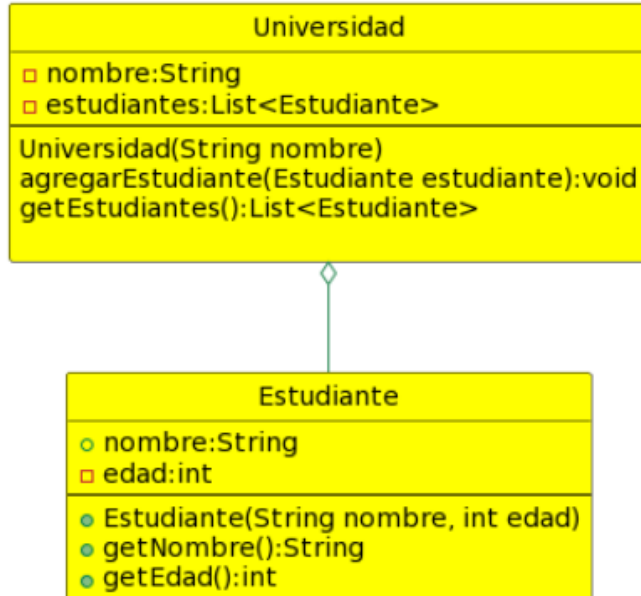 Universidad
nombre:String
estudiantes:List<Estudiante>
Universidad(String nombre)
agregarEstudiante(Estudiante estudiante):void
getEstudiantes():List<Estudiante>
Estudiante
nombre:String
edad:int
Estudiante(String nombre, int edad)
getNombre():String
getEdad():int